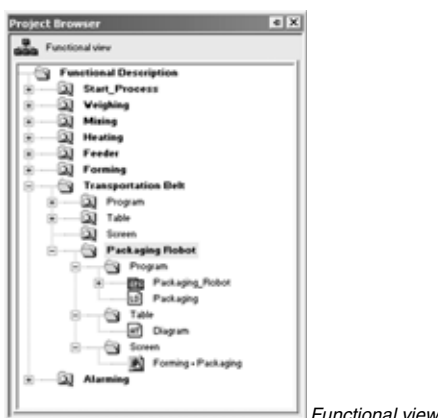 Project Browser
Functional view
Functional Description
Start_Process
Weighing
Mixing
Heating
Feeder
Forming
Transportation Belt
Program
Table
Screen
Packaging Robot
Program
Packaging_Robot
LD Packaging
Table
Diagram
Screen
Forming+Packaging
Alarming
Functional view